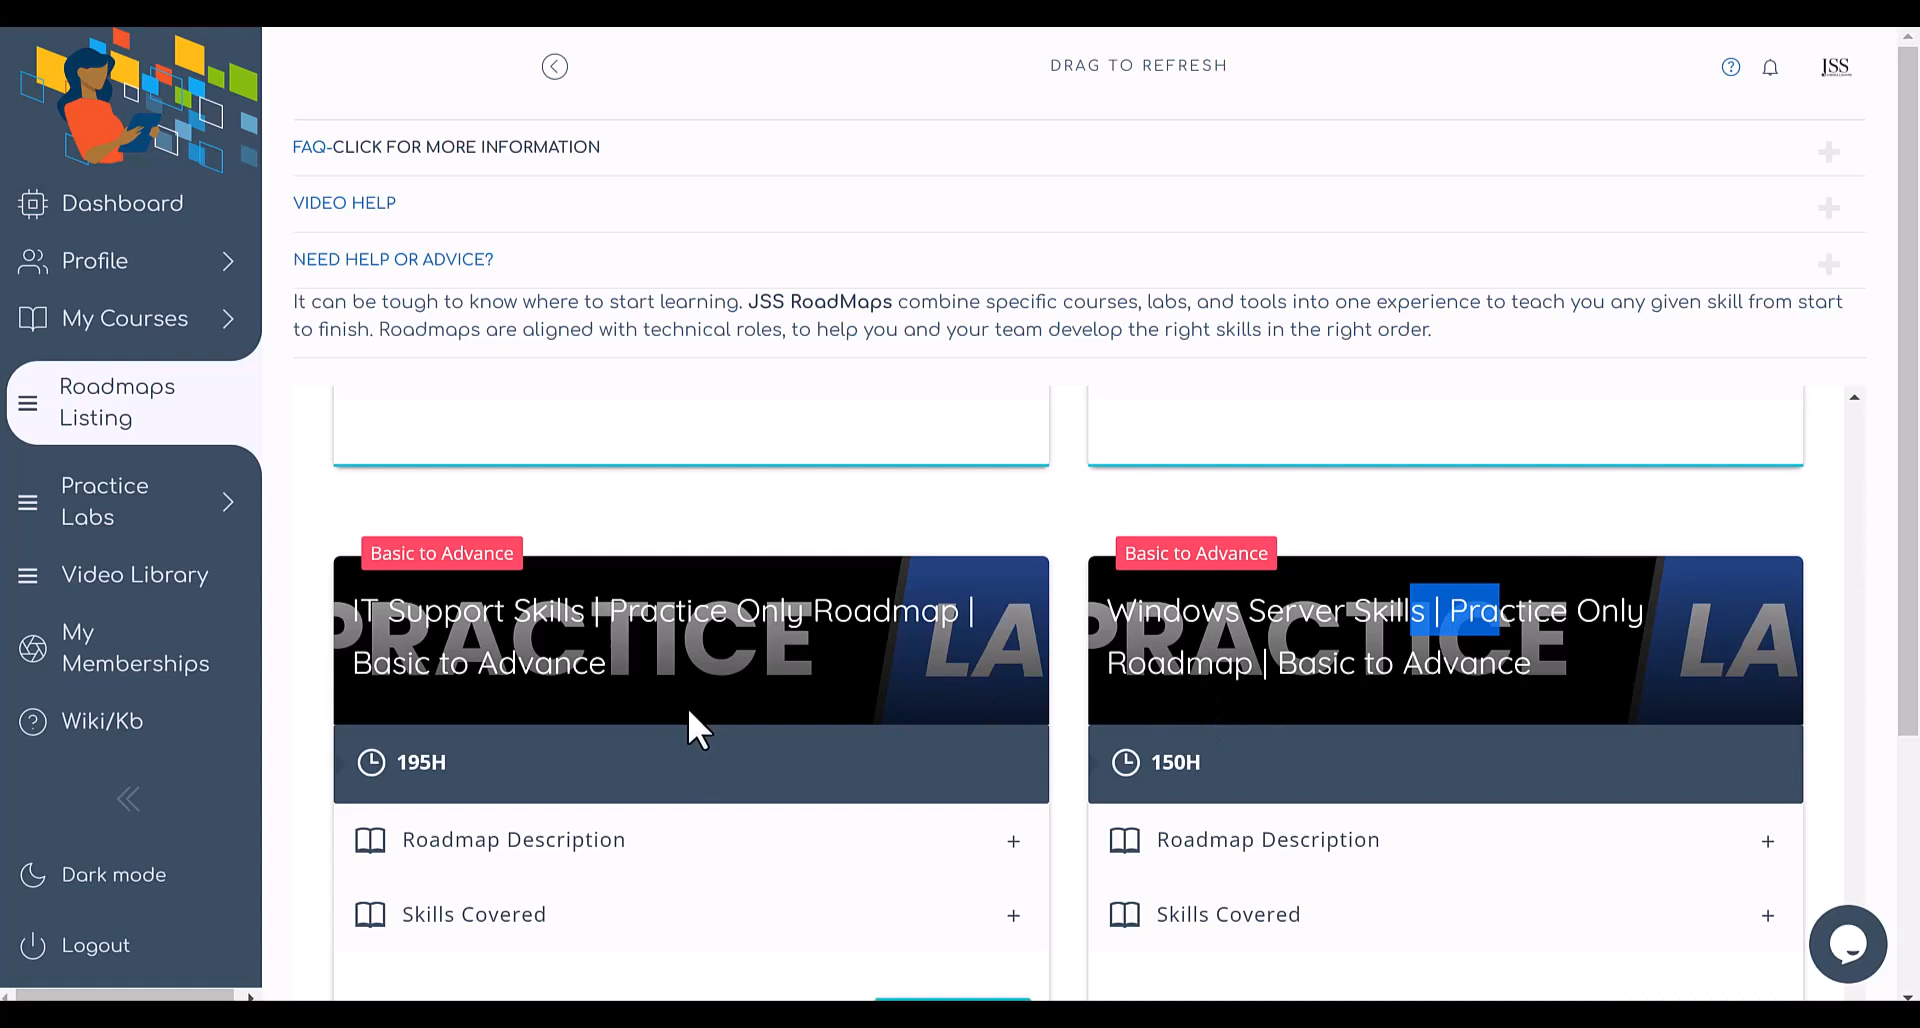 DRAG TO REFRESH
JSS
FAQ-CLICK FOR MORE INFORMATION
VIDEO HELP
NEED HELP OR ADVICE?
It can be tough to know where to start learning. JSS RoadMaps combine specific courses, labs, and tools into one experience to teach you any given skill from start
to finish. Roadmaps are aligned with technical roles, to help you and your team develop the right skills in the right order.
Dashboard
Profile
My Courses
Roadmaps
Listing
Practice
Labs
Video Library
My
Memberships
Wiki/Kb
Dark mode
Logout
Basic to Advance
PRACTICE LA
IT Support Skills | Practice Only Roadmap |
Basic to Advance
195H
Roadmap Description +
Skills Covered +
Basic to Advance
PRACTICE LA
Windows Server Skills | Practice Only
Roadmap | Basic to Advance
150H
Roadmap Description +
Skills Covered +